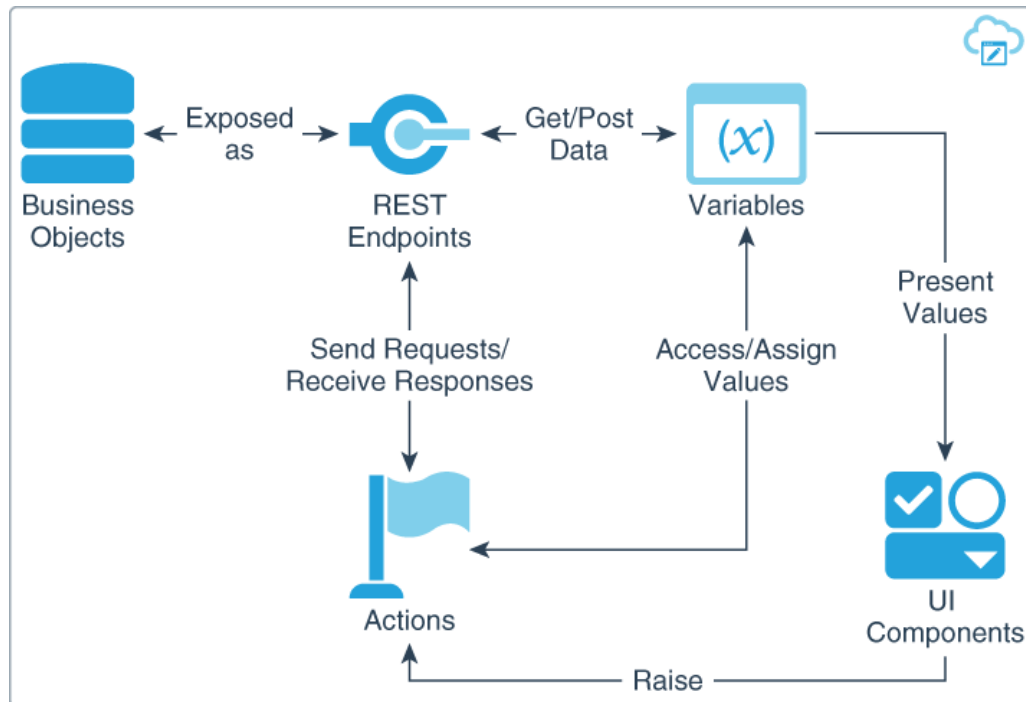 Exposed
as
Get/Post
Data
(x)
Business
Objects
REST
Endpoints
Variables
Present
Values
Send Requests/
Receive Responses
Access/Assign
Values
Actions
UI
Components
Raise